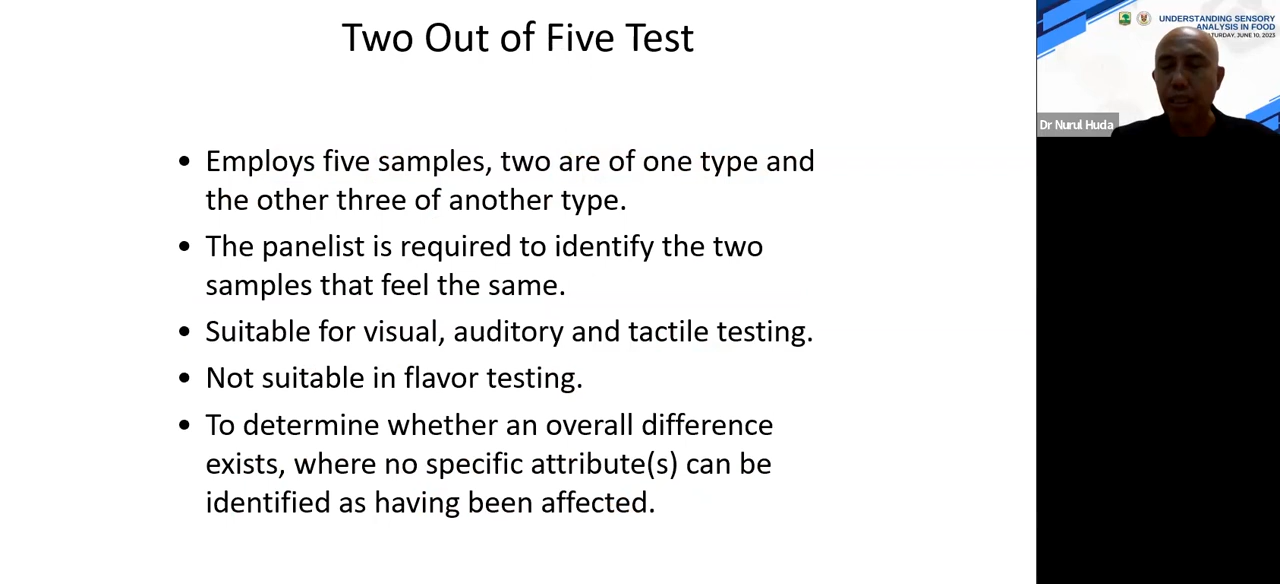 Two Out of Five Test
• Employs five samples, two are of one type and
the other three of another type.
• The panelist is required to identify the two
samples that feel the same.
• Suitable for visual, auditory and tactile testing.
• Not suitable in flavor testing.
• To determine whether an overall difference
exists, where no specific attribute(s) can be
identified as having been affected.
UNDERSTANDING SENSORY
ANALYSIS IN FOOD
JUNE 10, 2023
Dr Nurul Huda